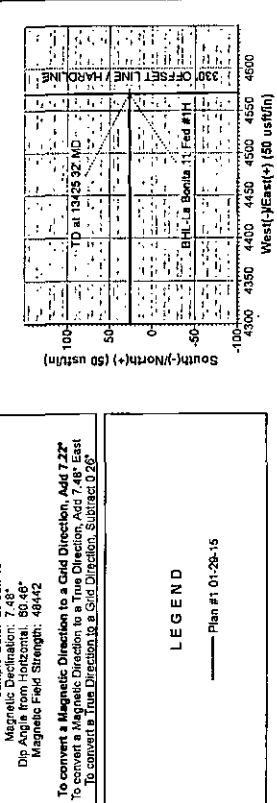 Magnetic Declination: 7.48°
Dip Angle from Horizontal: 60.46°
Magnetic Field Strength: 48442
To convert a Magnetic Direction to a Grid Direction, Add 7.22°
To convert a Magnetic Direction to a True Direction, Add 7.48° East
To convert a True Direction to a Grid Direction, Subtract 0.26°
LEGEND
Plan #1 01-29-15
South(-)/North(+) (50 usft/in)
100
50
0
-50
-100
TD at 13425.32 MD
BHL-La Bonita 11 Fed #1H
330' OFFSET LINE / HARDLINE
4300
4350
4400
4450
4500
4550
4600
West(-)/East(+) (50 usft/in)